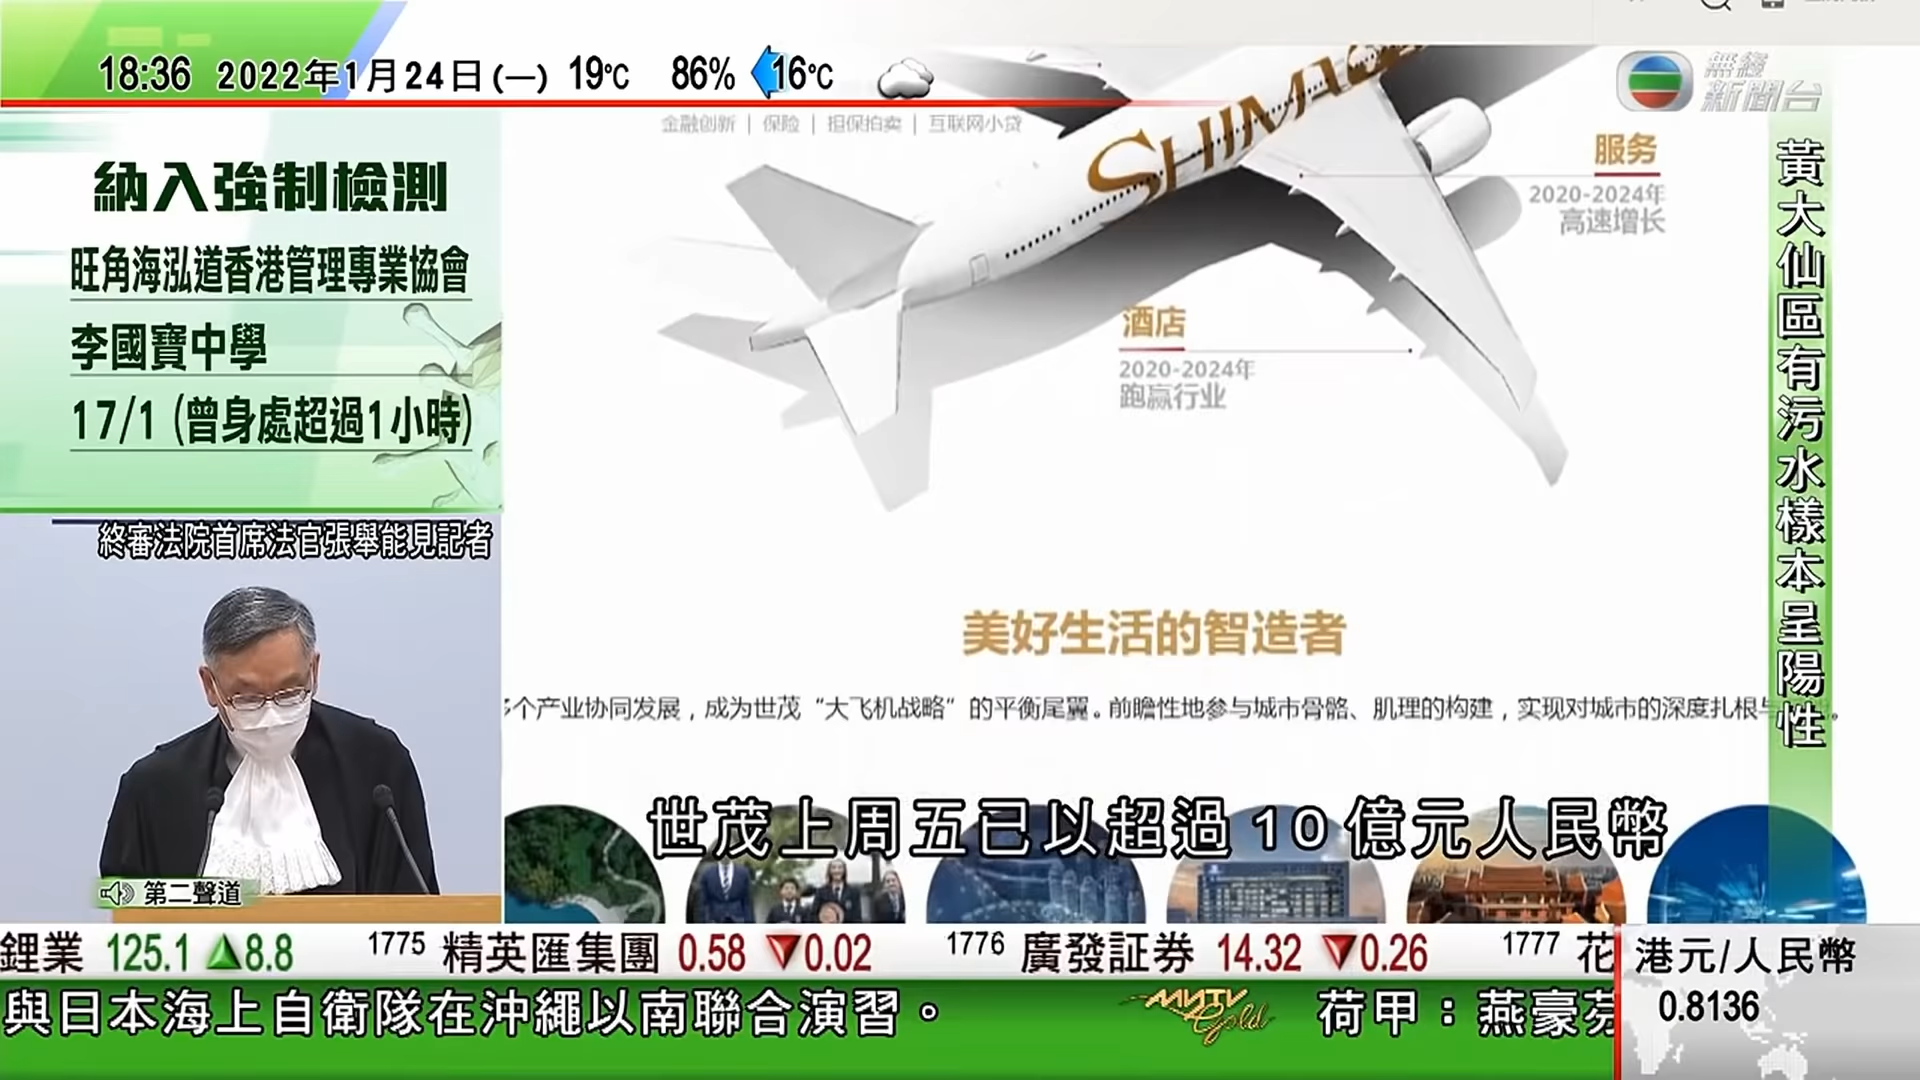 18:36 2022年1月24日(一) 19℃ 86% 16℃
無綫
新聞台
納入強制檢測
旺角海泓道香港管理專業協會
李國寶中學
17/1 (曾身處超過1小時)
終審法院首席法官張舉能見記者
第二聲道
金融创新 | 保险 | 担保拍卖 | 互联网小贷
SHIMAO
服务
2020-2024年
高速增长
酒店
2020-2024年
跑赢行业
美好生活的智造者
个产业协同发展，成为世茂“大飞机战略”的平衡尾翼。前瞻性地参与城市骨骼、肌理的构建，实现对城市的深度扎根与
世茂上周五已以超過10億元人民幣
黃大仙區有污水樣本呈陽性
鋰業 125.1 ▲8.8 1775 精英匯集團 0.58 ▼0.02 1776 廣發証券 14.32 ▼0.26 1777 花
港元/人民幣
0.8136
與日本海上自衛隊在沖繩以南聯合演習。 MYTV Gold 荷甲：燕豪芬